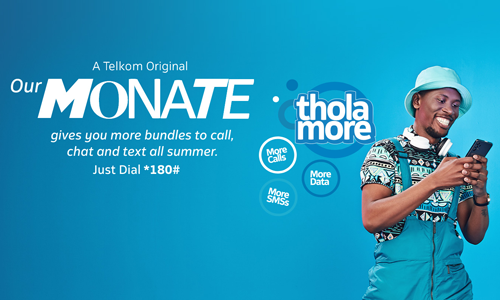 A Telkom Original
Our MONATE
gives you more bundles to call,
chat and text all summer.
Just Dial *180#
thola
more
More
Calls
More
Data
More
SMSs